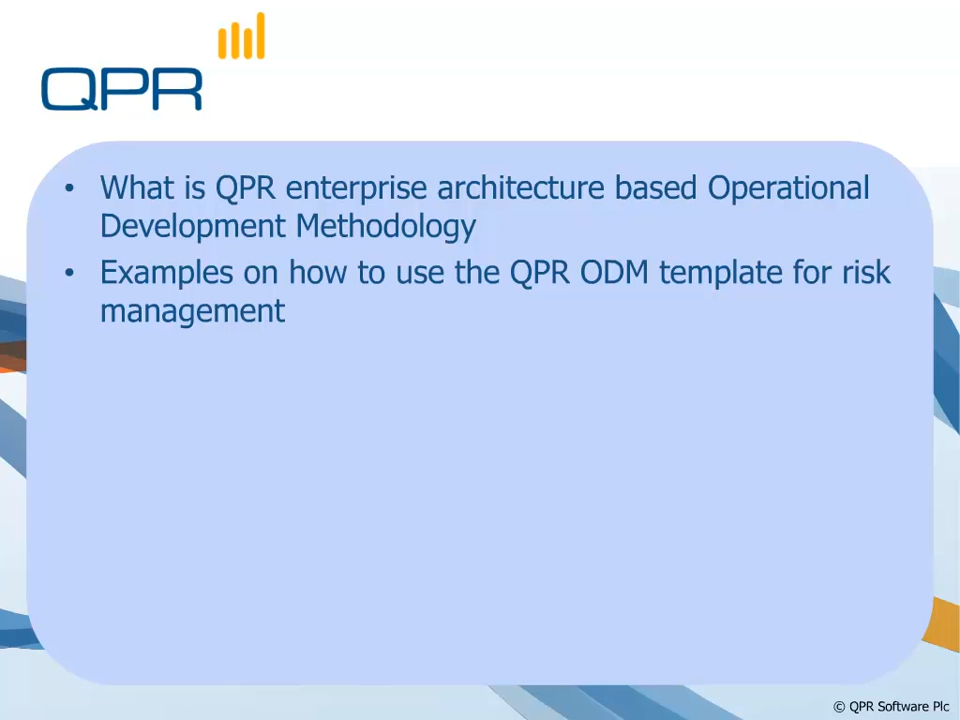 QPR
• What is QPR enterprise architecture based Operational
Development Methodology
• Examples on how to use the QPR ODM template for risk
management
© QPR Software Plc